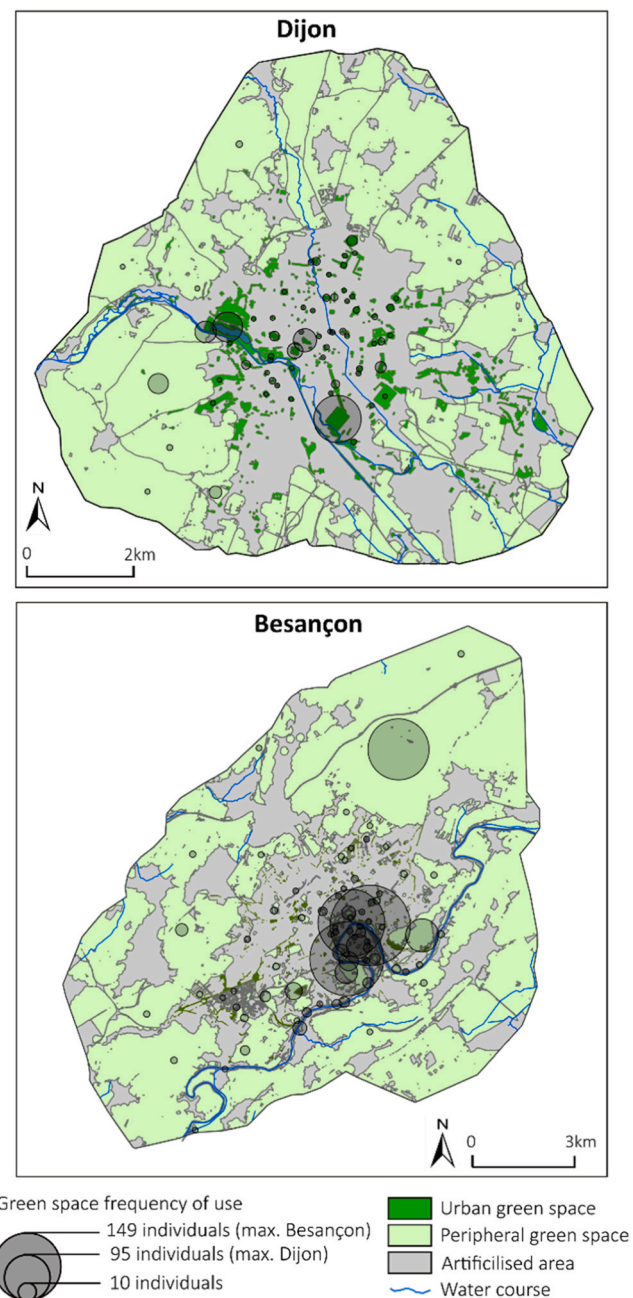 Dijon
N
0 2km
Besançon
N
0 3km
Green space frequency of use
149 individuals (max. Besançon)
95 individuals (max. Dijon)
10 individuals
Urban green space
Peripheral green space
Artificilised area
Water course